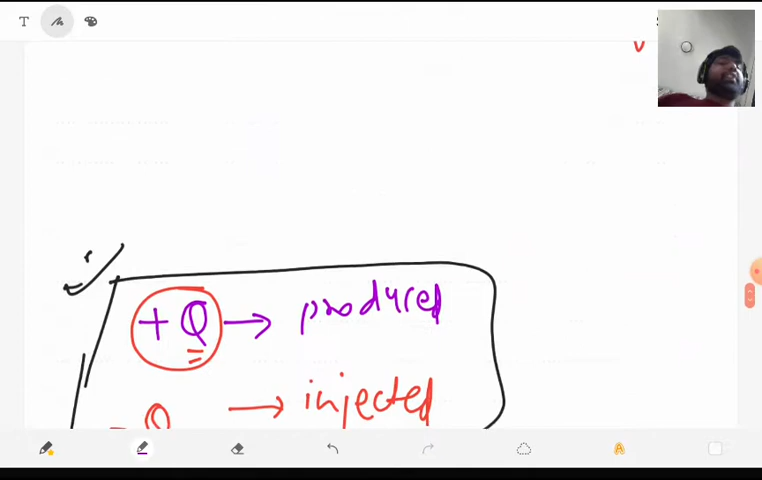 + Q → produced
- Q → injected